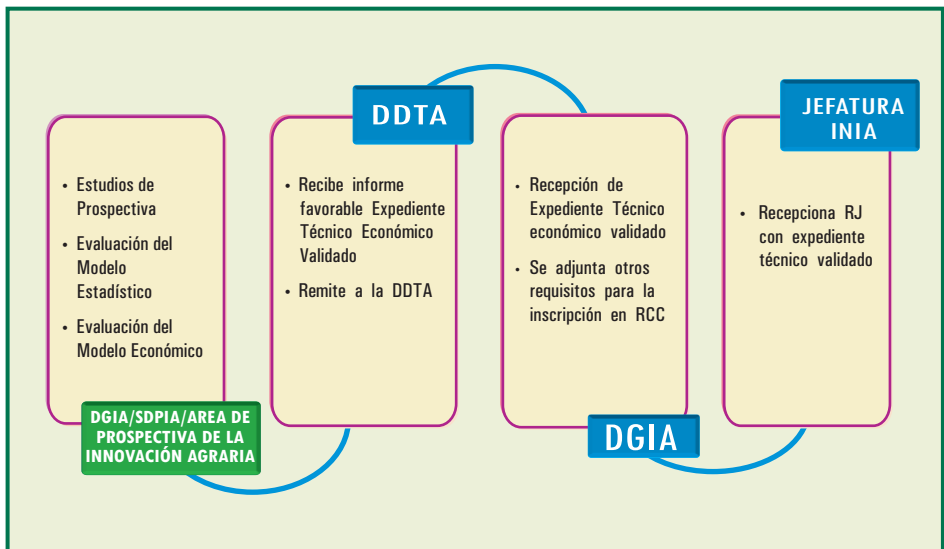 • Estudios de
Prospectiva
• Evaluación del
Modelo
Estadístico
• Evaluación del
Modelo Económico
DGIA/SDPIA/AREA DE
PROSPECTIVA DE LA
INNOVACIÓN AGRARIA
DDTA
• Recibe informe
favorable Expediente
Técnico Económico
Validado
• Remite a la DDTA
• Recepción de
Expediente Técnico
económico validado
• Se adjunta otros
requisitos para la
inscripción en RCC
DGIA
JEFATURA
INIA
• Recepciona RJ
con expediente
técnico validado